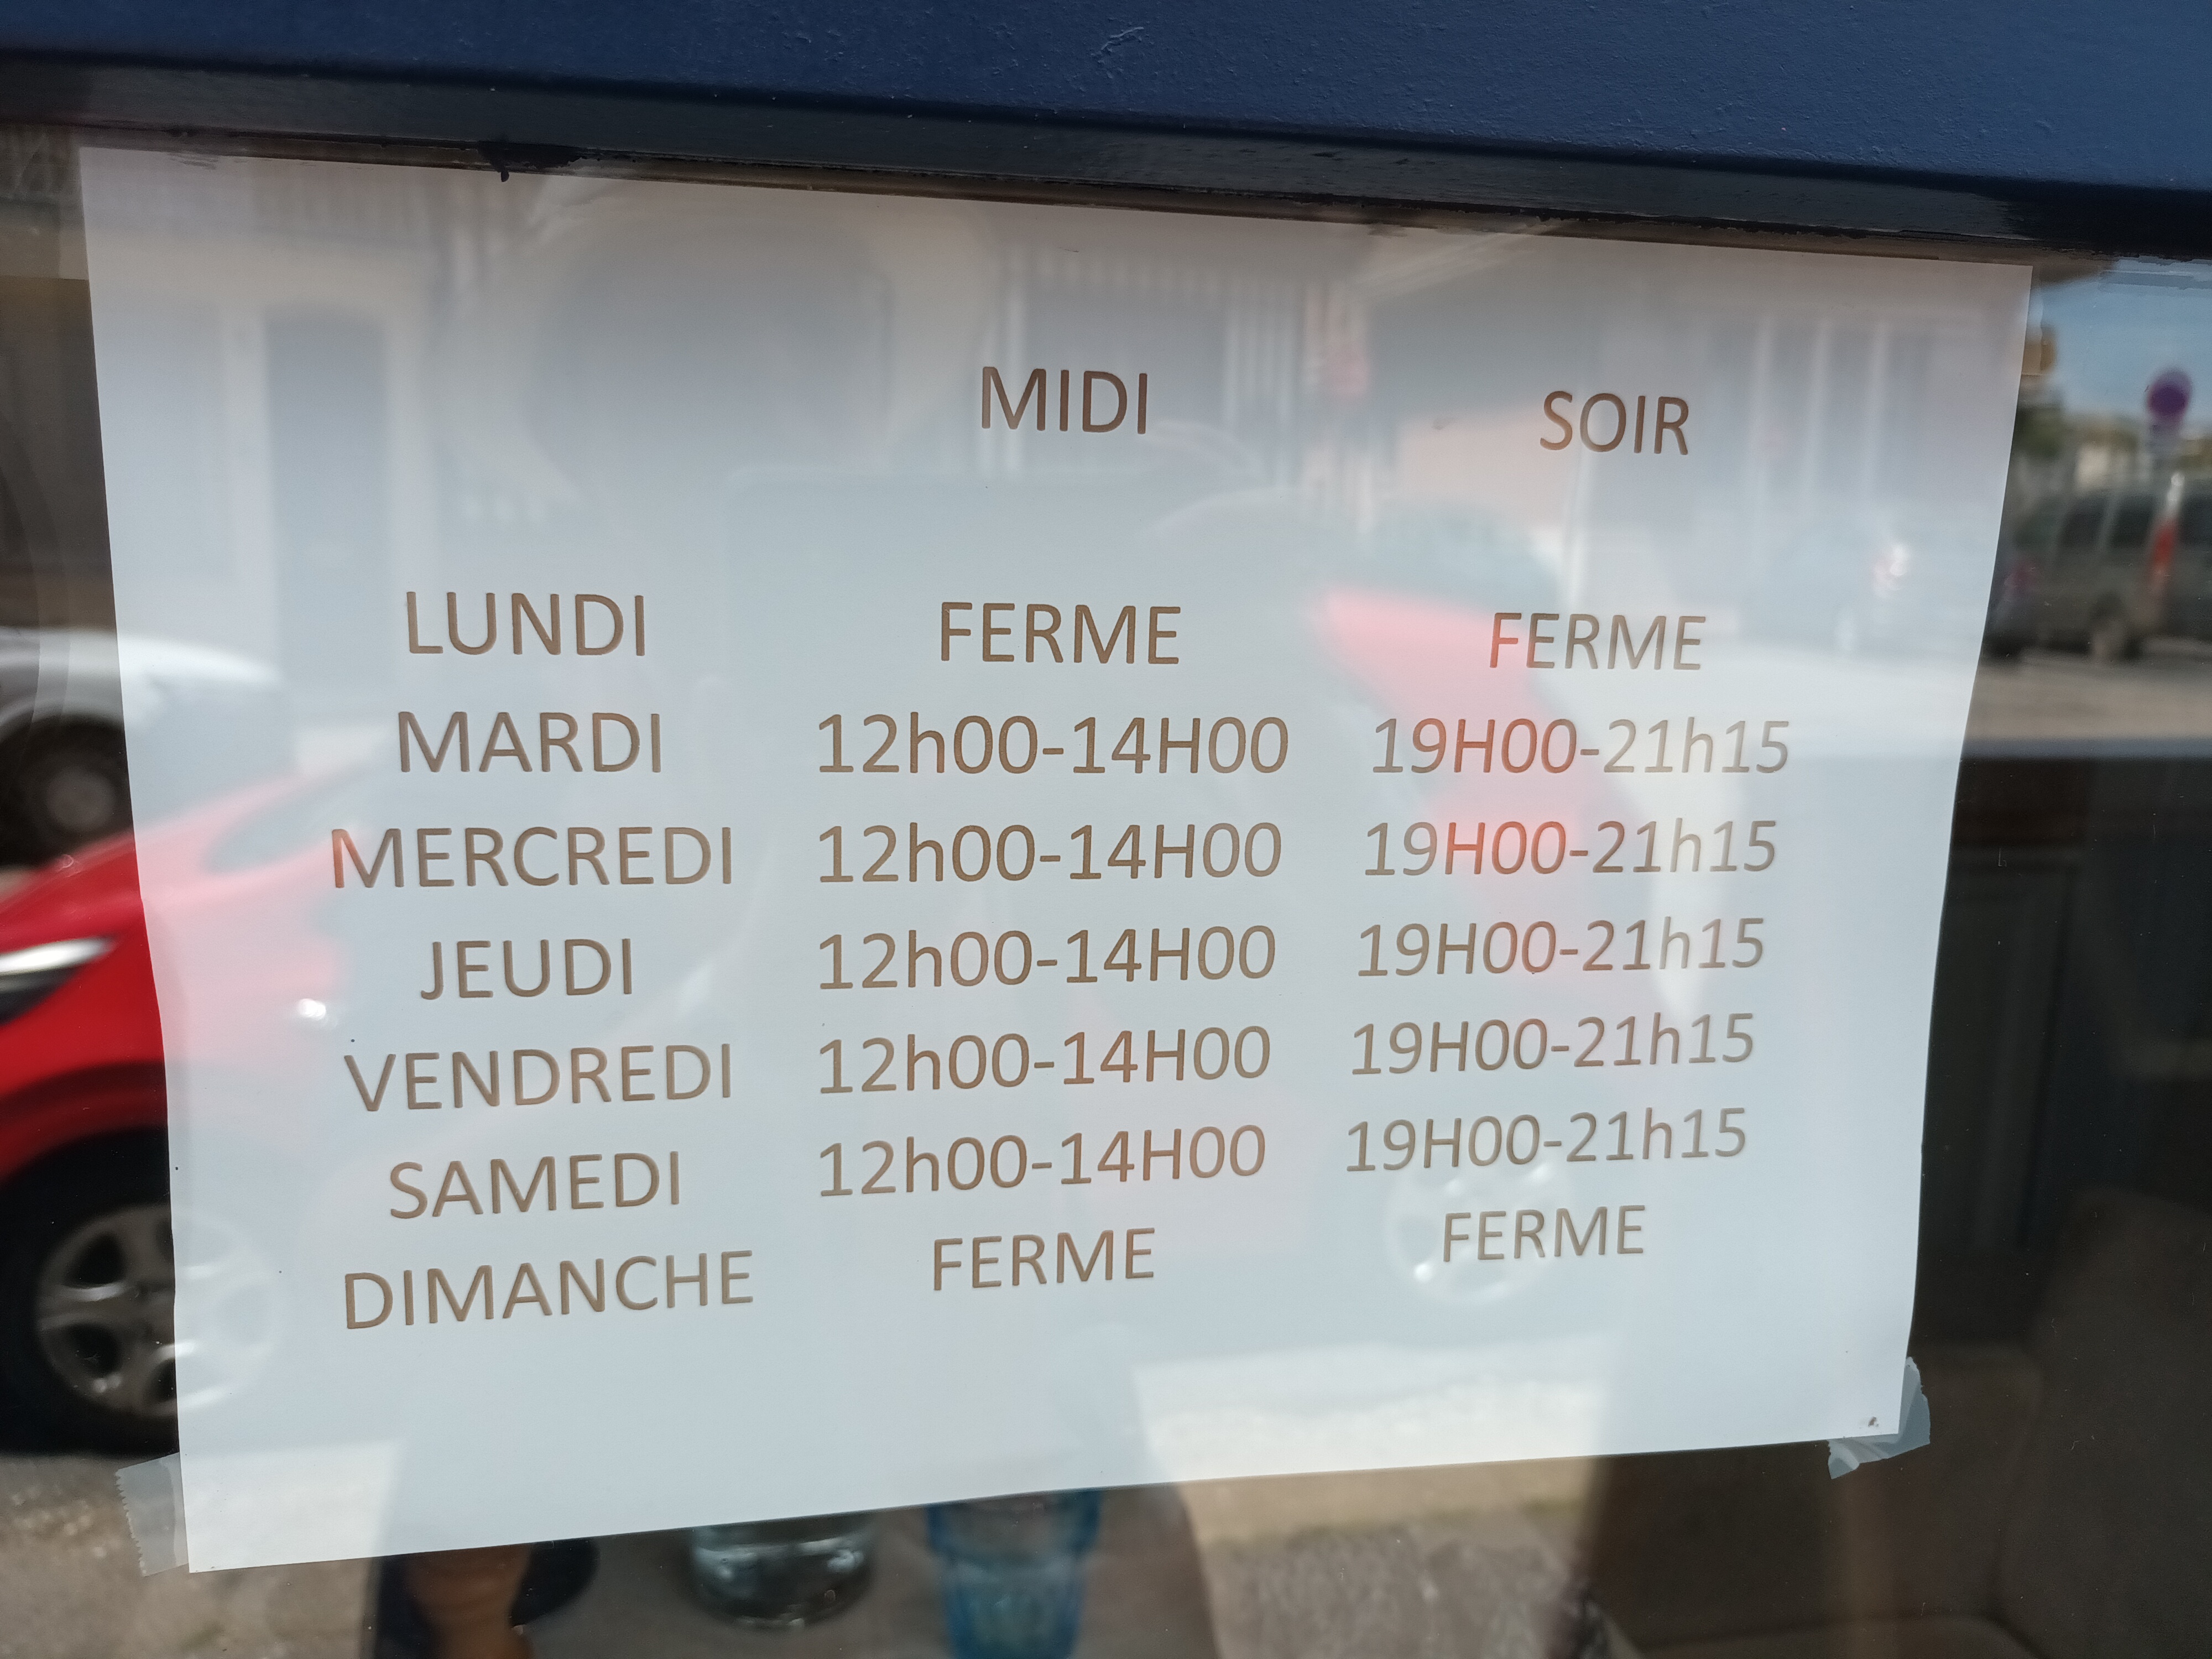 MIDI SOIR
LUNDI FERME FERME
MARDI 12h00-14H00 19H00-21h15
MERCREDI 12h00-14H00 19H00-21h15
JEUDI 12h00-14H00 19H00-21h15
VENDREDI 12h00-14H00 19H00-21h15
SAMEDI 12h00-14H00 19H00-21h15
DIMANCHE FERME FERME